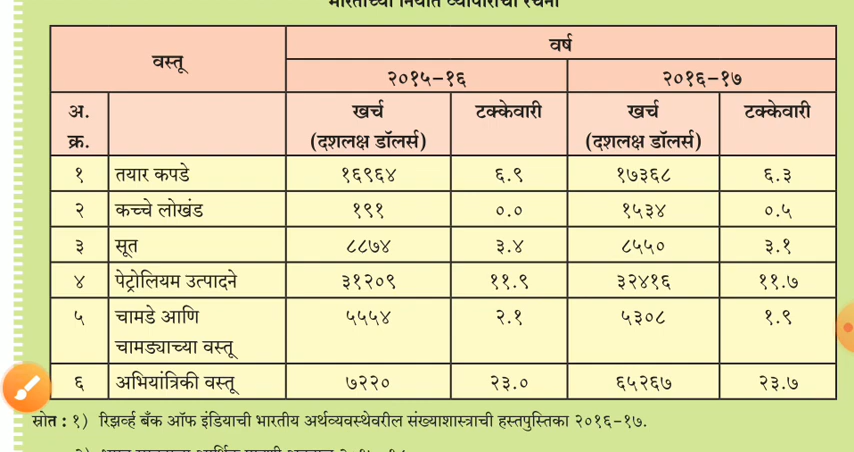 भारताच्या निर्यात व्यापाराची रचना
वस्तू वर्ष
२०१५-१६ २०१६-१७
अ.क्र. खर्च (दशलक्ष डॉलर्स) टक्केवारी खर्च (दशलक्ष डॉलर्स) टक्केवारी
१ तयार कपडे १६९६४ ६.९ १७३६८ ६.३
२ कच्चे लोखंड १९१ ०.० १५३४ ०.५
३ सूत ८८७४ ३.४ ८५५० ३.१
४ पेट्रोलियम उत्पादने ३१२०९ ११.९ ३२४१६ ११.७
५ चामडे आणि ५५५४ २.१ ५३०८ १.९
चामड्याच्या वस्तू
६ अभियांत्रिकी वस्तू ७२२० २३.० ६५२६७ २३.७
स्रोत : १) रिझर्व्ह बँक ऑफ इंडियाची भारतीय अर्थव्यवस्थेवरील संख्याशास्त्राची हस्तपुस्तिका २०१६-१७.